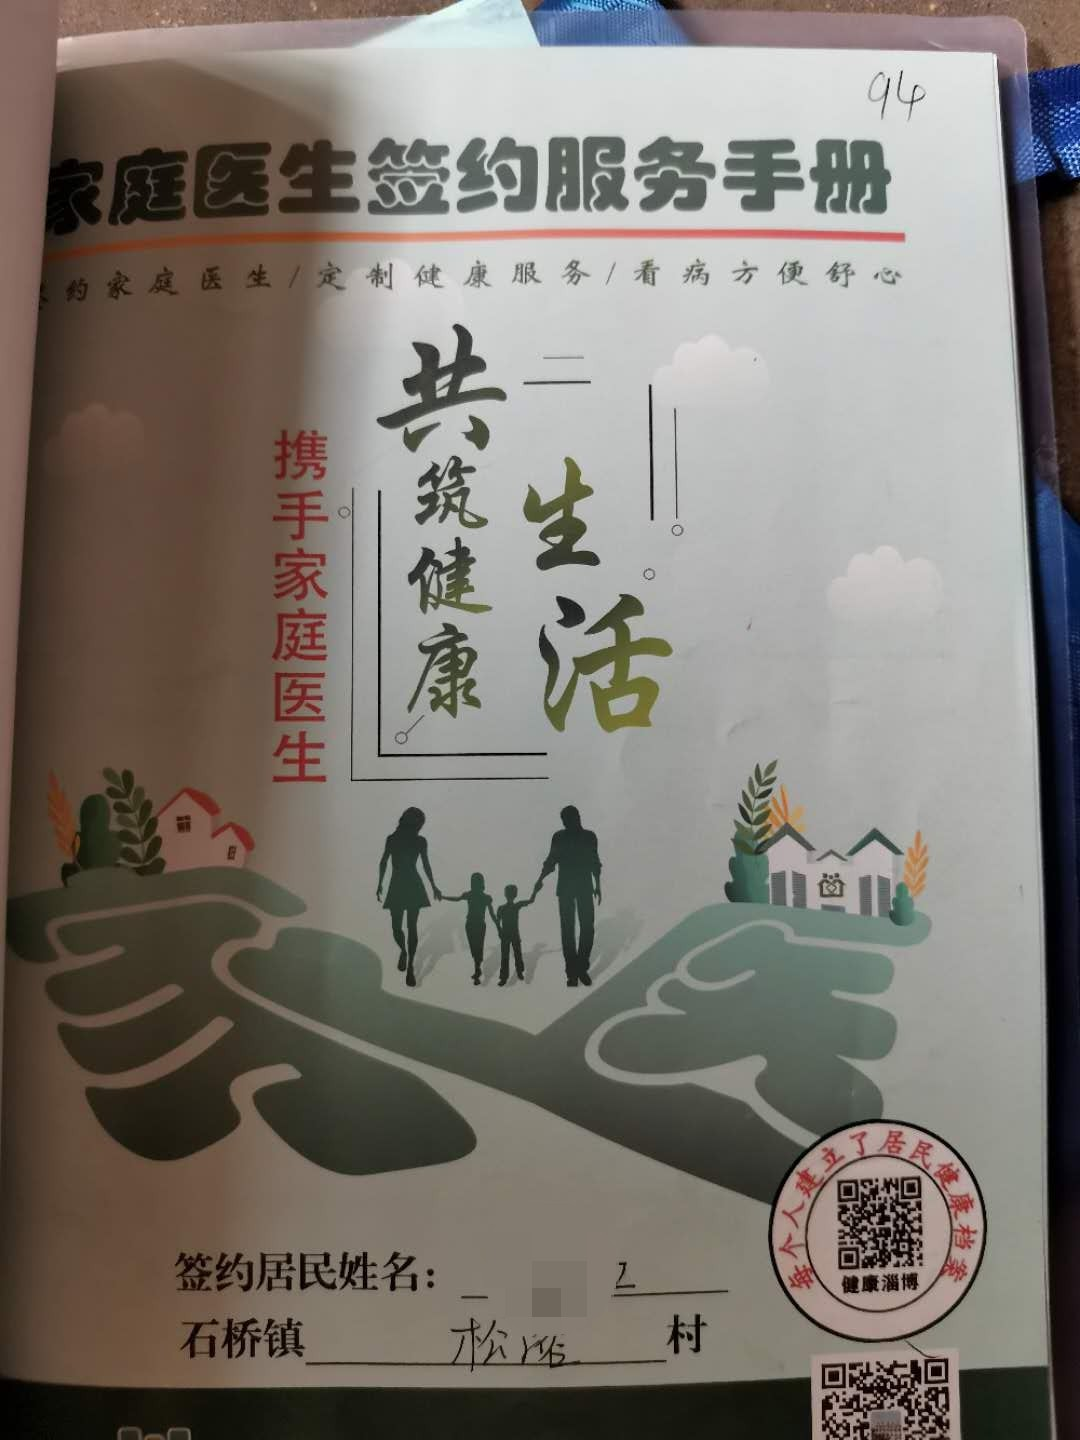 94
家庭医生签约服务手册
约家庭医生/定制健康服务/看病方便舒心
共筑健康
生活
携手家庭医生
每个人建立了居民健康档案
健康淄博
签约居民姓名：
石桥镇 松 村